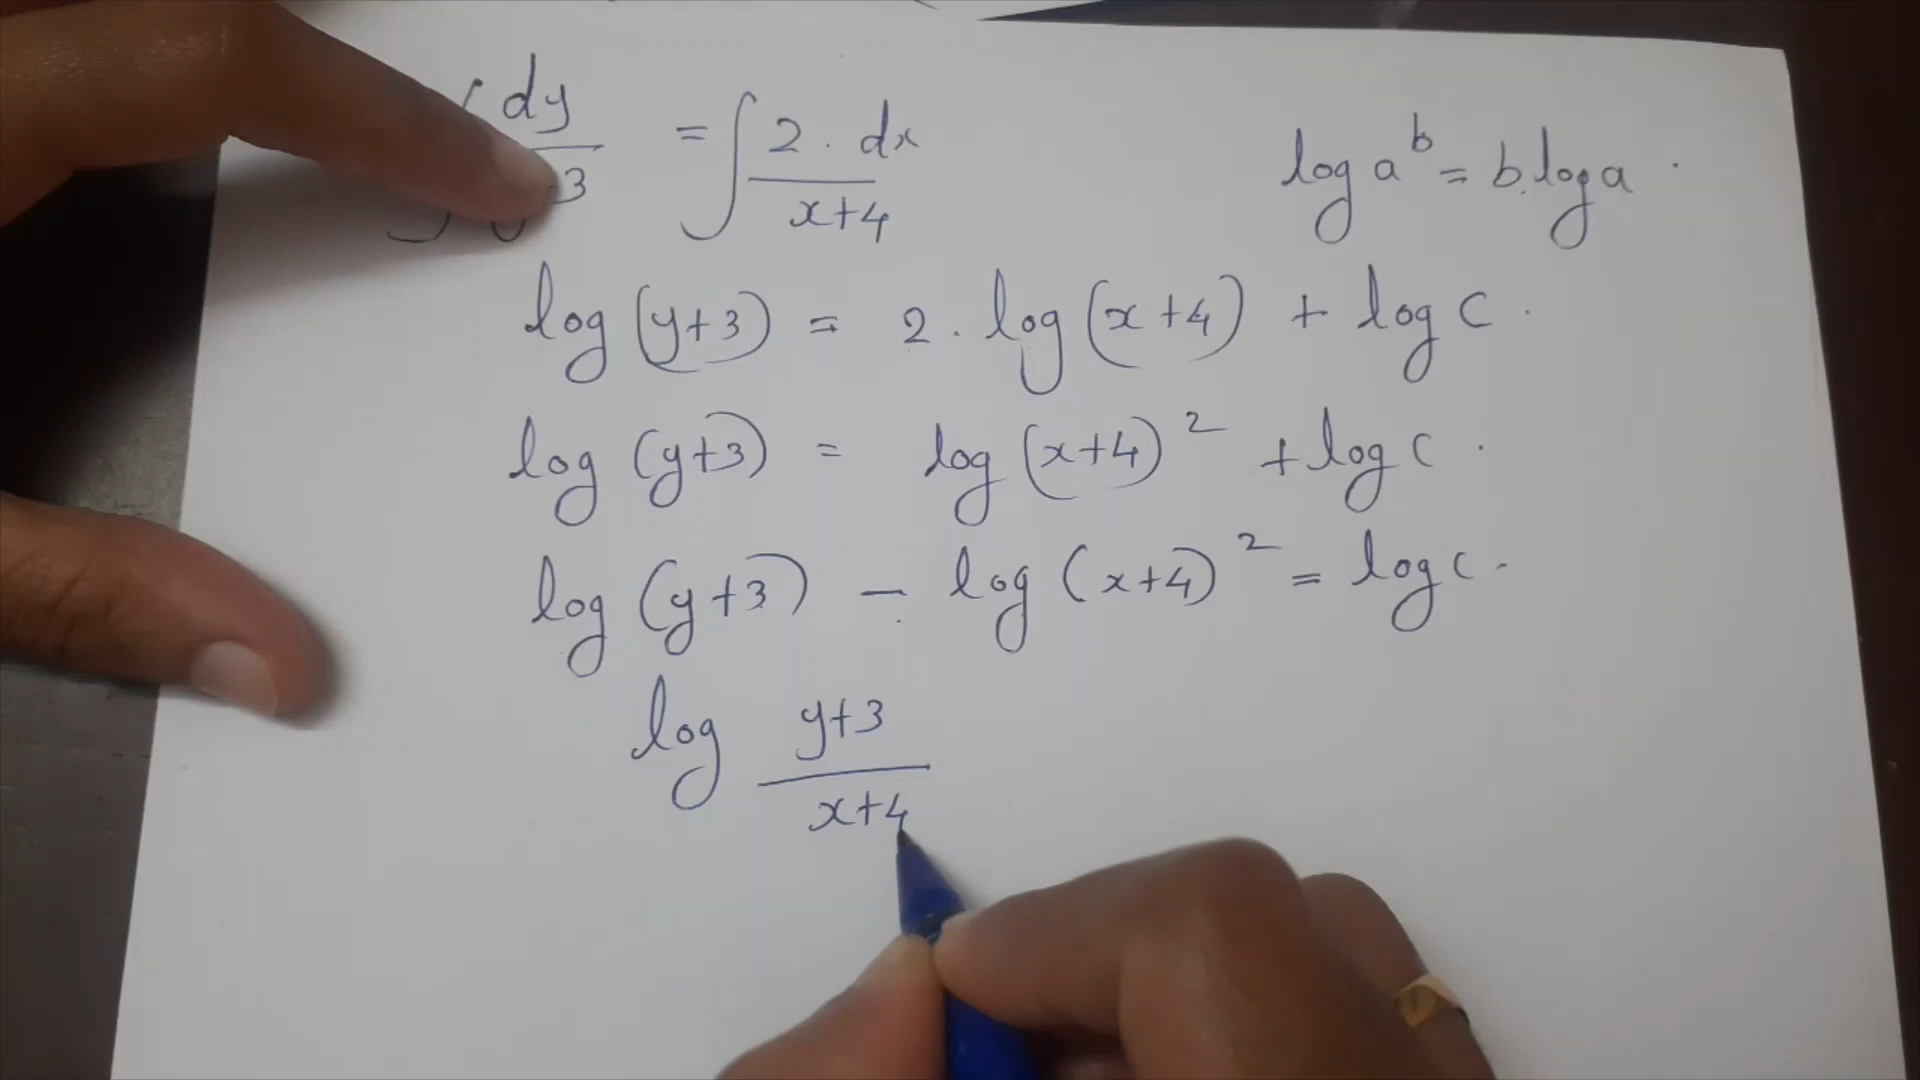 ∫ dy / 3 = ∫ 2 . dx / x+4
log a^b = b.log a .
log (y+3) = 2 . log (x+4) + log c .
log (y+3) = log (x+4)^2 + log c .
log (y+3) - log (x+4)^2 = log c .
log y+3 / x+4